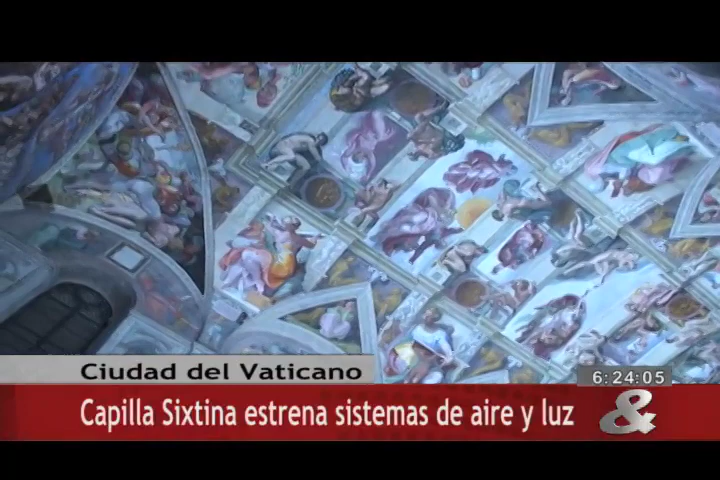 Ciudad del Vaticano
6:24:05
Capilla Sixtina estrena sistemas de aire y luz
&